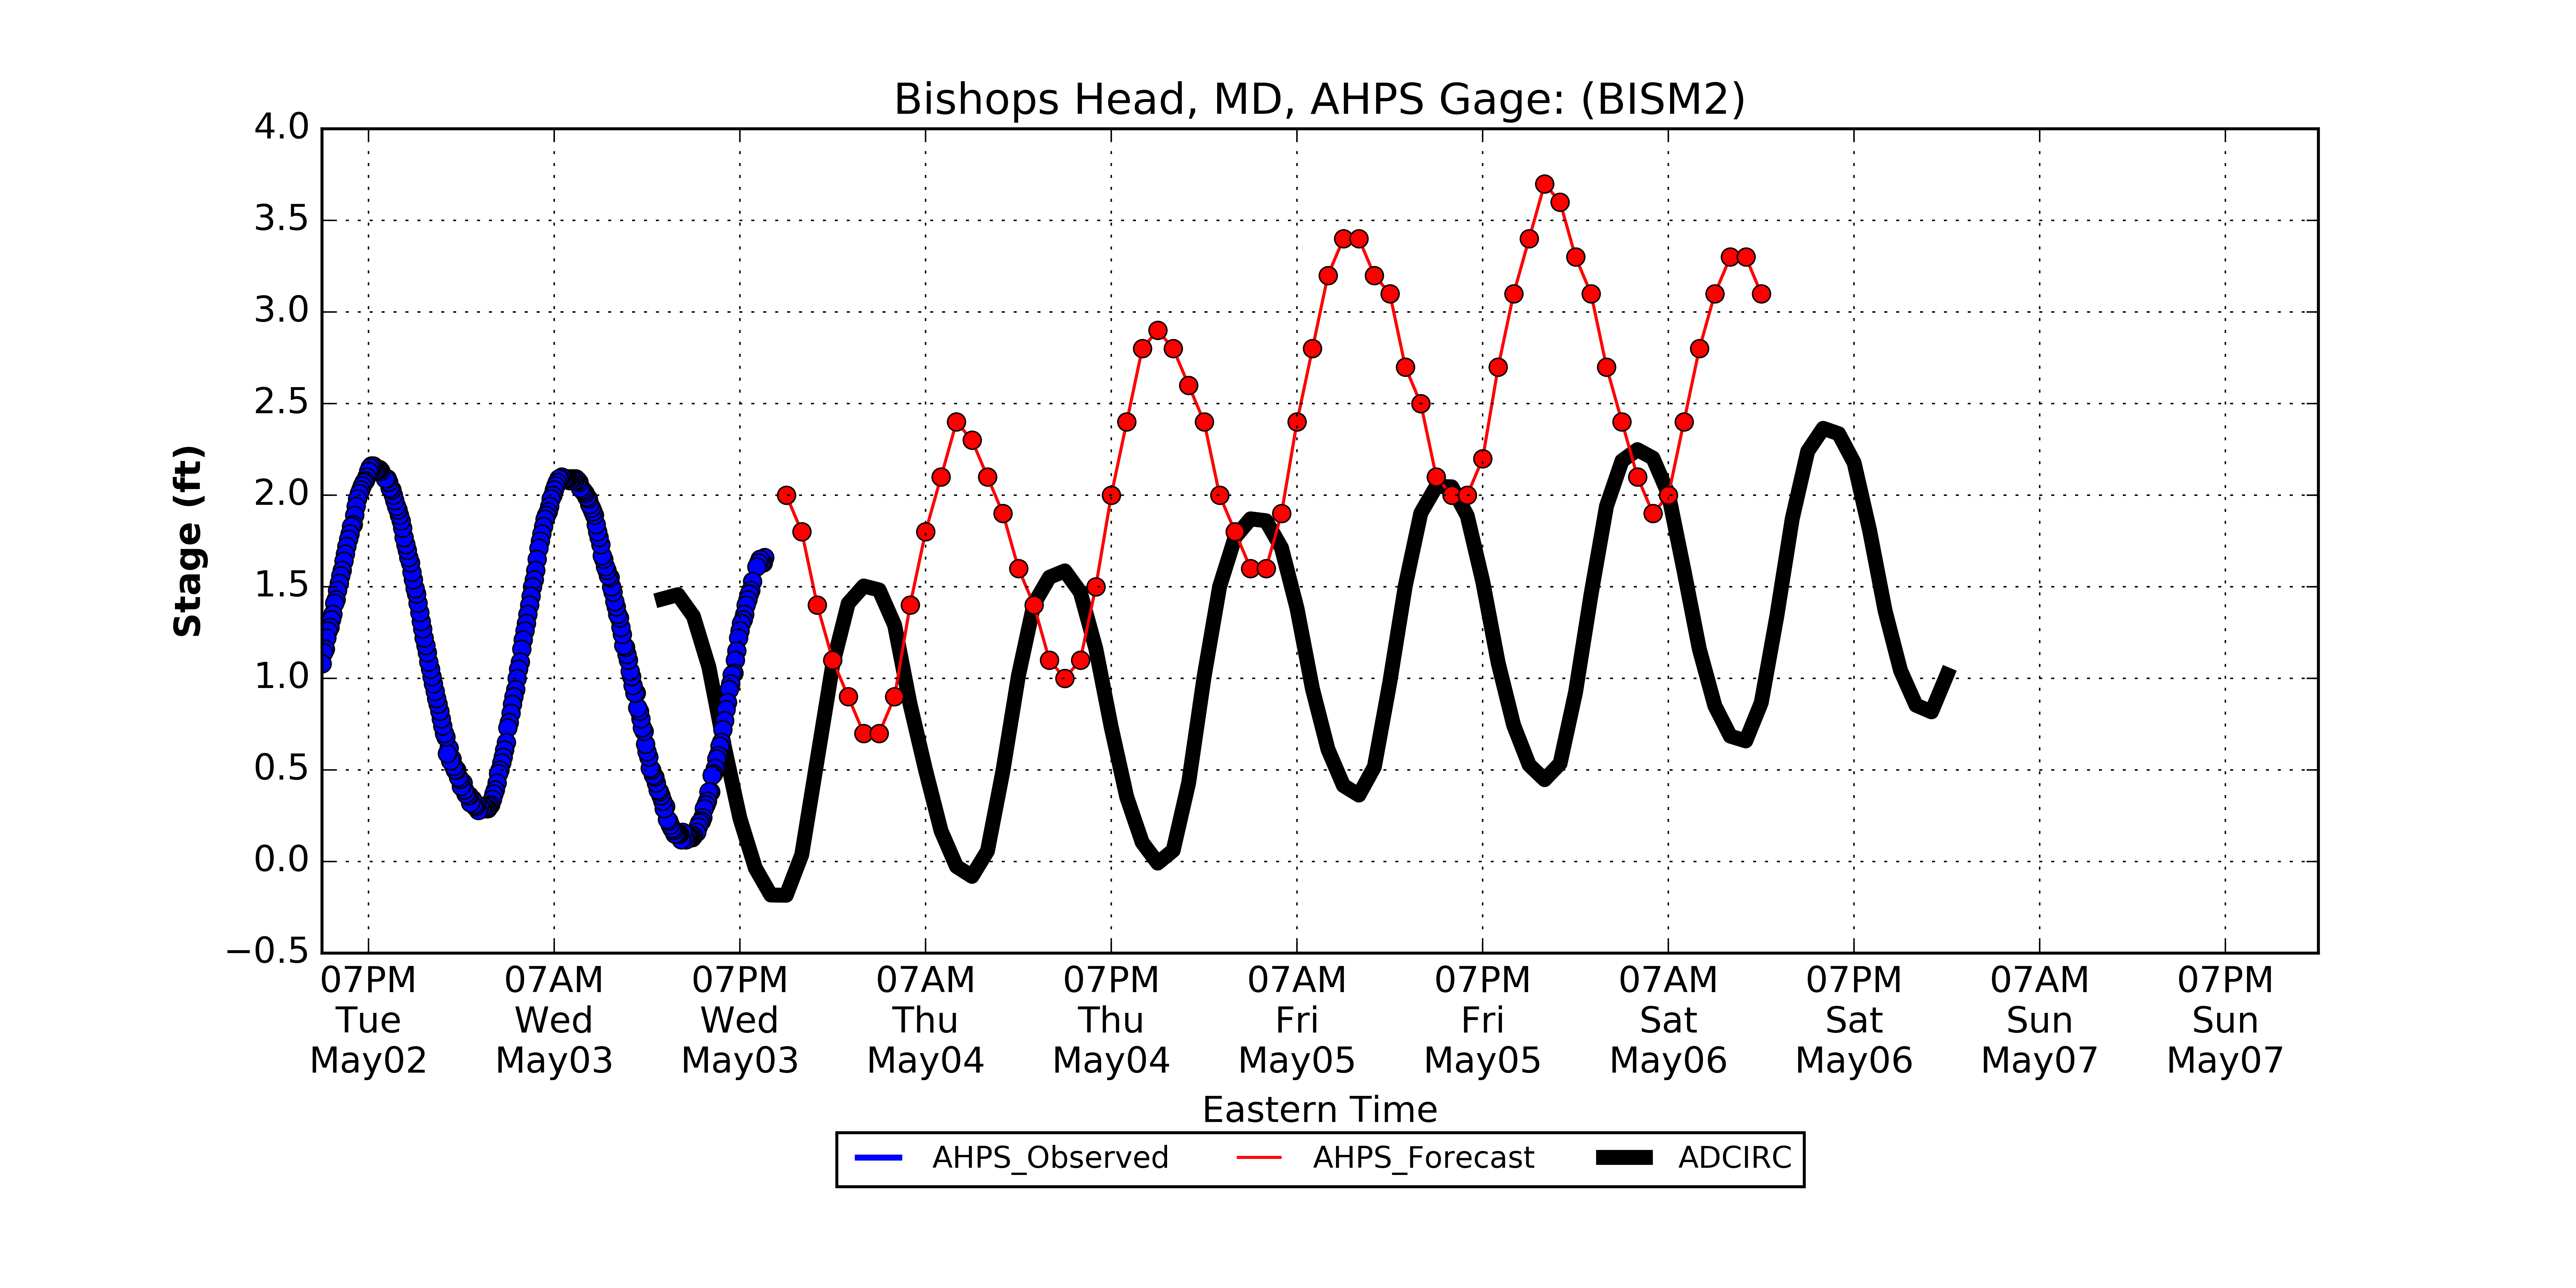 Bishops Head, MD, AHPS Gage: (BISM2)
4.0
3.5
3.0
2.5
2.0
1.5
1.0
0.5
0.0
−0.5
Stage (ft)
07PM 07AM 07PM 07AM 07PM 07AM 07PM 07AM 07PM 07AM 07PM
Tue Wed Wed Thu Thu Fri Fri Sat Sat Sun Sun
May02 May03 May03 May04 May04 May05 May05 May06 May06 May07 May07
Eastern Time
AHPS_Observed AHPS_Forecast ADCIRC